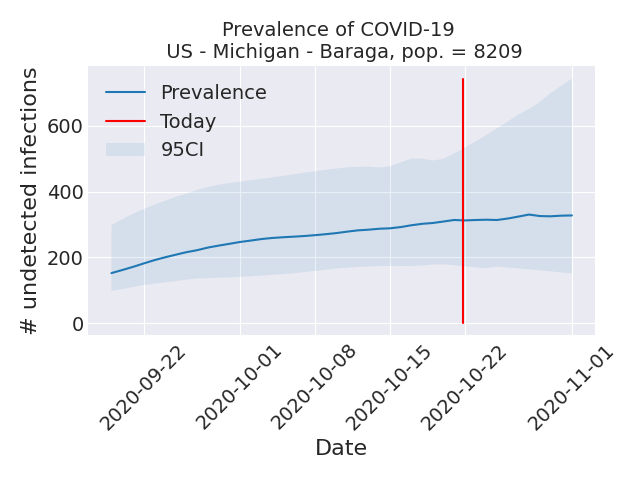 Prevalence of COVID-19
US - Michigan - Baraga, pop. = 8209
# undetected infections
600
400
200
0
Prevalence
Today
95CI
2020-09-22
2020-10-01
2020-10-08
2020-10-15
2020-10-22
2020-11-01
Date